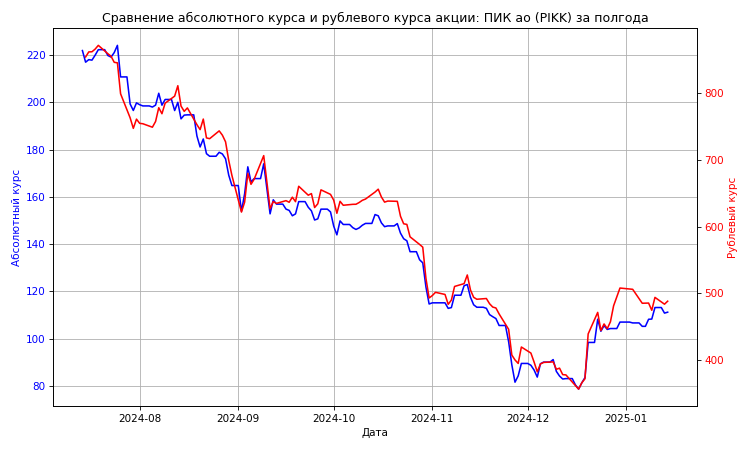 Сравнение абсолютного курса и рублевого курса акции: ПИК ао (PIKK) за полгода
Абсолютный курс
220
200
180
160
140
120
100
80
800
700
600
500
400
Рублевый курс
2024-08 2024-09 2024-10 2024-11 2024-12 2025-01
Дата